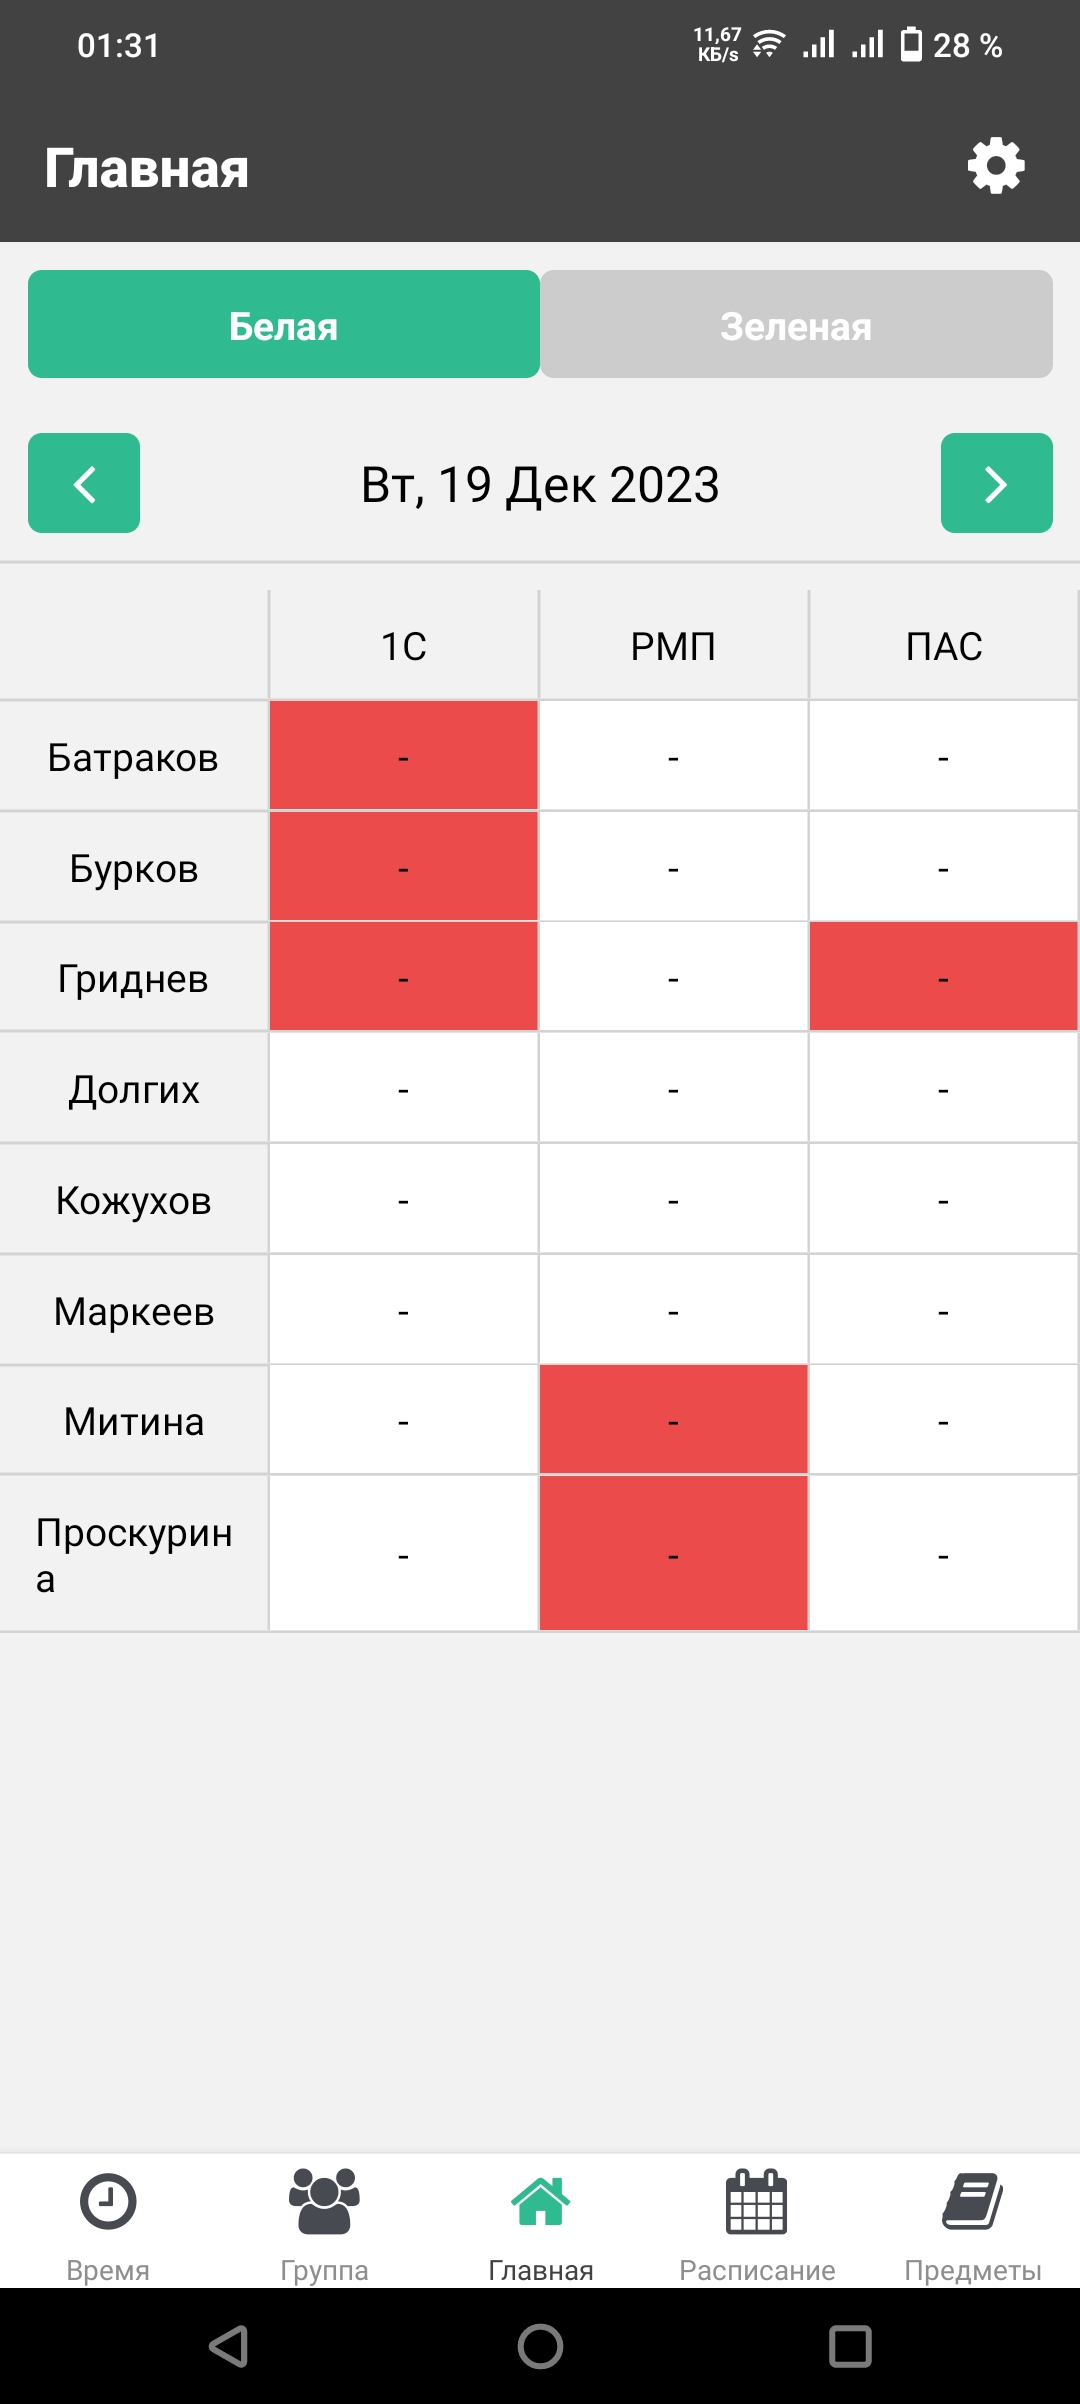 01:31
11,67
КБ/s
28 %
Главная
Белая
Зеленая
Вт, 19 Дек 2023
1С РМП ПАС
Батраков - - -
Бурков - - -
Гриднев - - -
Долгих - - -
Кожухов - - -
Маркеев - - -
Митина - - -
Проскурин
а - - -
Время Группа Главная Расписание Предметы